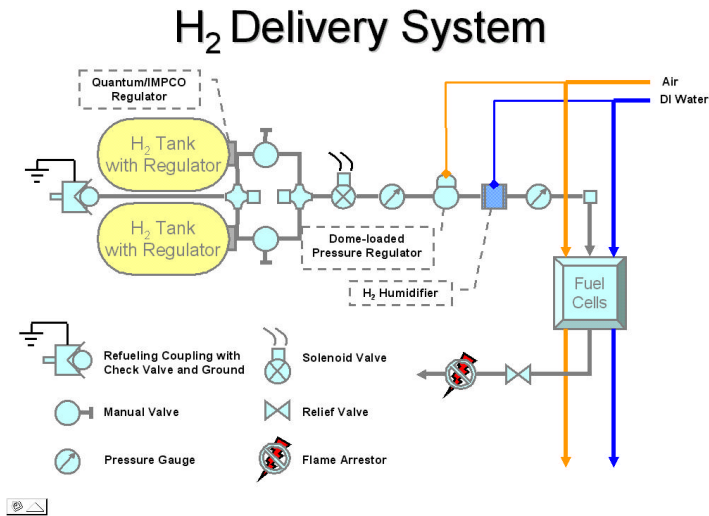 H2 Delivery System
Quantum/IMPCO
Regulator
Air
DI Water
H2 Tank
with Regulator
H2 Tank
with Regulator
Dome-loaded
Pressure Regulator
H2 Humidifier
Fuel
Cells
Refueling Coupling with
Check Valve and Ground
Solenoid Valve
Manual Valve
Relief Valve
Pressure Gauge
Flame Arrestor